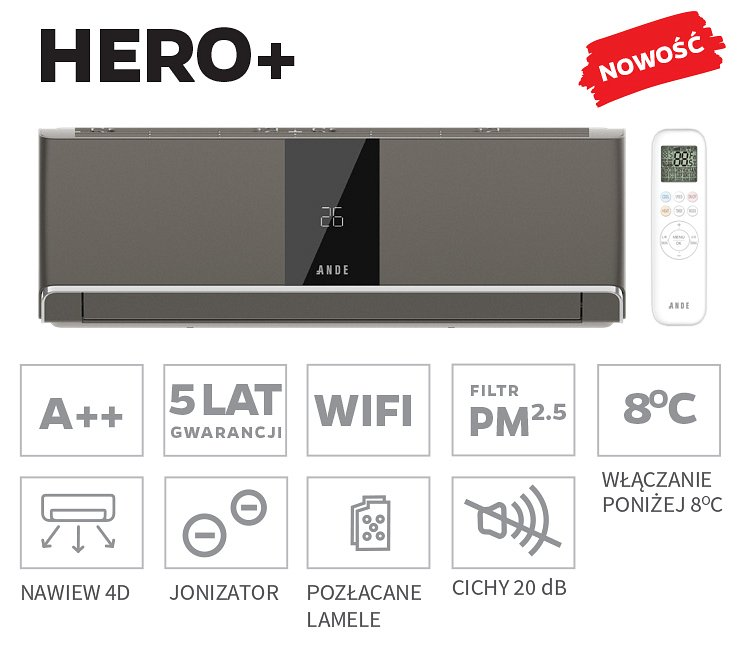 HERO+
NOWOŚĆ
26
ANDE
88
ANDE
A++
5 LAT
GWARANCJI
WIFI
FILTR
PM2.5
8°C
WŁĄCZANIE
PONIŻEJ 8°C
NAWIEW 4D
JONIZATOR
POZŁACANE
LAMELE
CICHY 20 dB